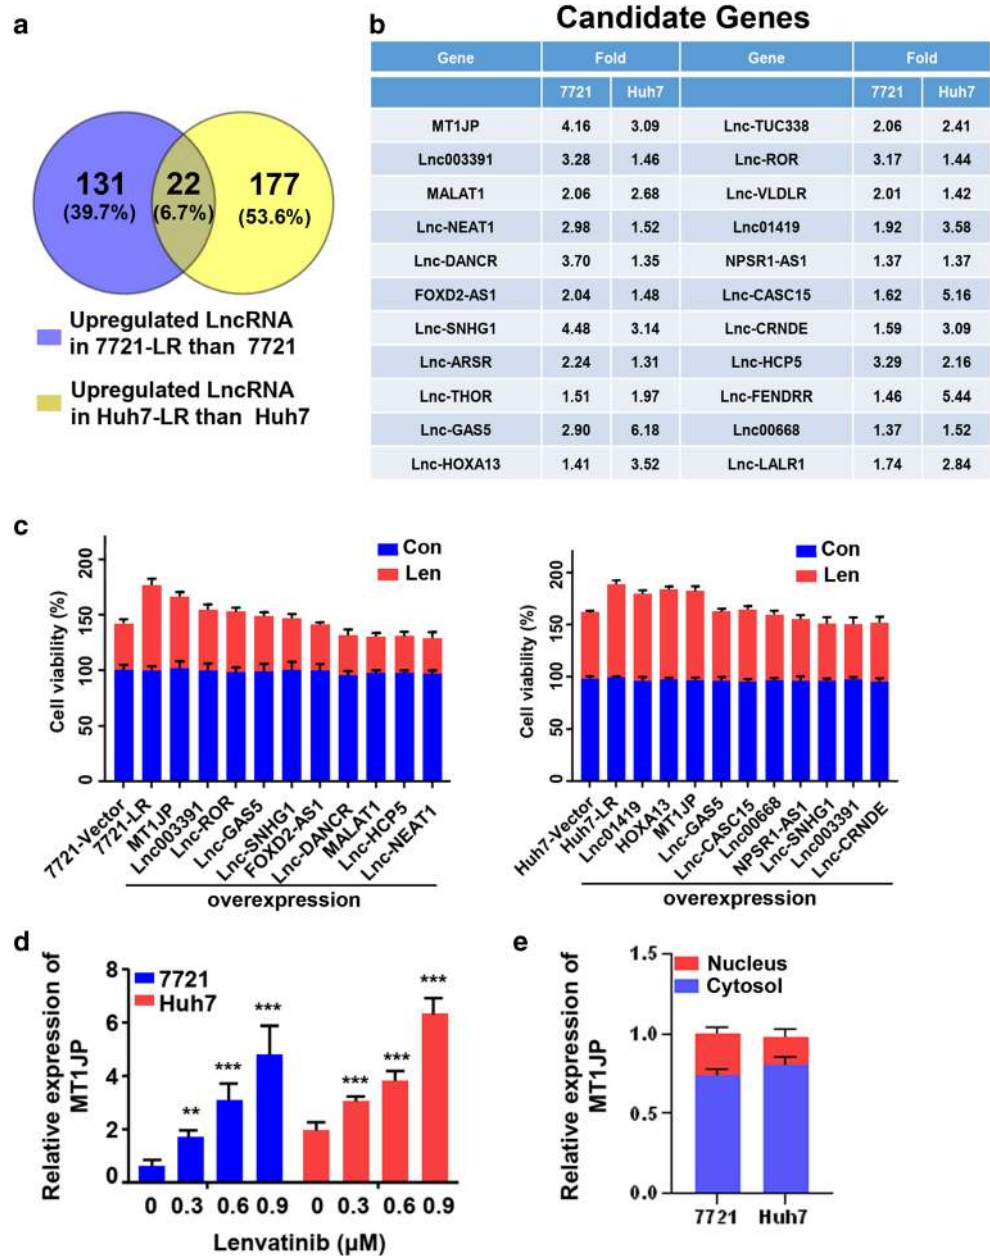 a
131
(39.7%)
22
(6.7%)
177
(53.6%)
Upregulated LncRNA
in 7721-LR than 7721
Upregulated LncRNA
in Huh7-LR than Huh7
b
Candidate Genes
Gene Fold Gene Fold
7721 Huh7 7721 Huh7
MT1JP 4.16 3.09 Lnc-TUC338 2.06 2.41
Lnc003391 3.28 1.46 Lnc-ROR 3.17 1.44
MALAT1 2.06 2.68 Lnc-VLDLR 2.01 1.42
Lnc-NEAT1 2.98 1.52 Lnc01419 1.92 3.58
Lnc-DANCR 3.70 1.35 NPSR1-AS1 1.37 1.37
FOXD2-AS1 2.04 1.48 Lnc-CASC15 1.62 5.16
Lnc-SNHG1 4.48 3.14 Lnc-CRNDE 1.59 3.09
Lnc-ARSR 2.24 1.31 Lnc-HCP5 3.29 2.16
Lnc-THOR 1.51 1.97 Lnc-FENDRR 1.46 5.44
Lnc-GAS5 2.90 6.18 Lnc00668 1.37 1.52
Lnc-HOXA13 1.41 3.52 Lnc-LALR1 1.74 2.84
c
Cell viability (%)
200
150
100
50
0
Con
Len
7721-Vector
7721-LR
MT1JP
Lnc003391
Lnc-ROR
Lnc-GAS5
Lnc-SNHG1
FOXD2-AS1
Lnc-DANCR
MALAT1
Lnc-HCP5
Lnc-NEAT1
overexpression
Cell viability (%)
200
150
100
50
0
Con
Len
Huh7-Vector
Huh7-LR
Lnc01419
HOXA13
MT1JP
Lnc-GAS5
Lnc-CASC15
Lnc00668
NPSR1-AS1
Lnc-SNHG1
Lnc003391
Lnc-CRNDE
overexpression
d
Relative expression of
MT1JP
8
6
4
2
0
7721
Huh7
** *** *** *** *** ***
0 0.3 0.6 0.9 0 0.3 0.6 0.9
Lenvatinib (μM)
e
Relative expression of
MT1JP
1.5
1.0
0.5
0.0
Nucleus
Cytosol
7721 Huh7